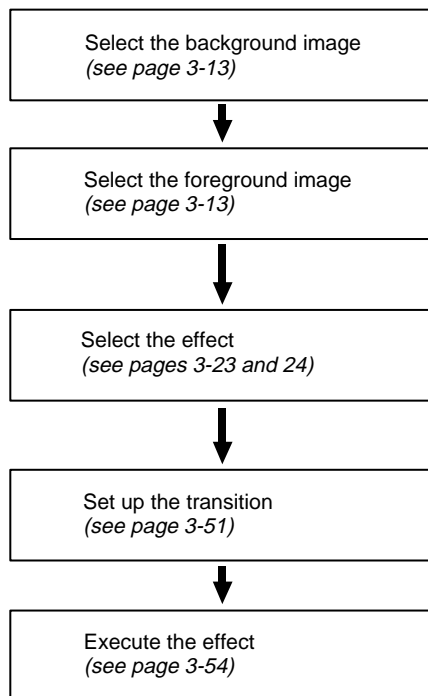 Select the background image
(see page 3-13)
Select the foreground image
(see page 3-13)
Select the effect
(see pages 3-23 and 24)
Set up the transition
(see page 3-51)
Execute the effect
(see page 3-54)